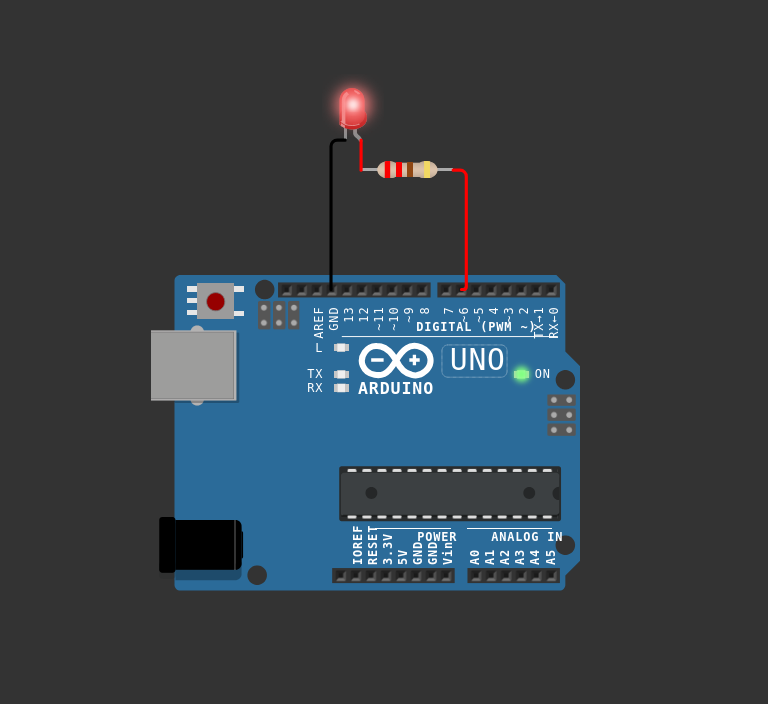 AREF
GND
13
12
~11
~10
~9
8
7
~6
~5
4
~3
2
TX→1
RX←0
DIGITAL (PWM ~)
L
TX
RX
UNO
ON
ARDUINO
POWER
ANALOG IN
IOREF
RESET
3.3V
5V
GND
GND
Vin
A0
A1
A2
A3
A4
A5